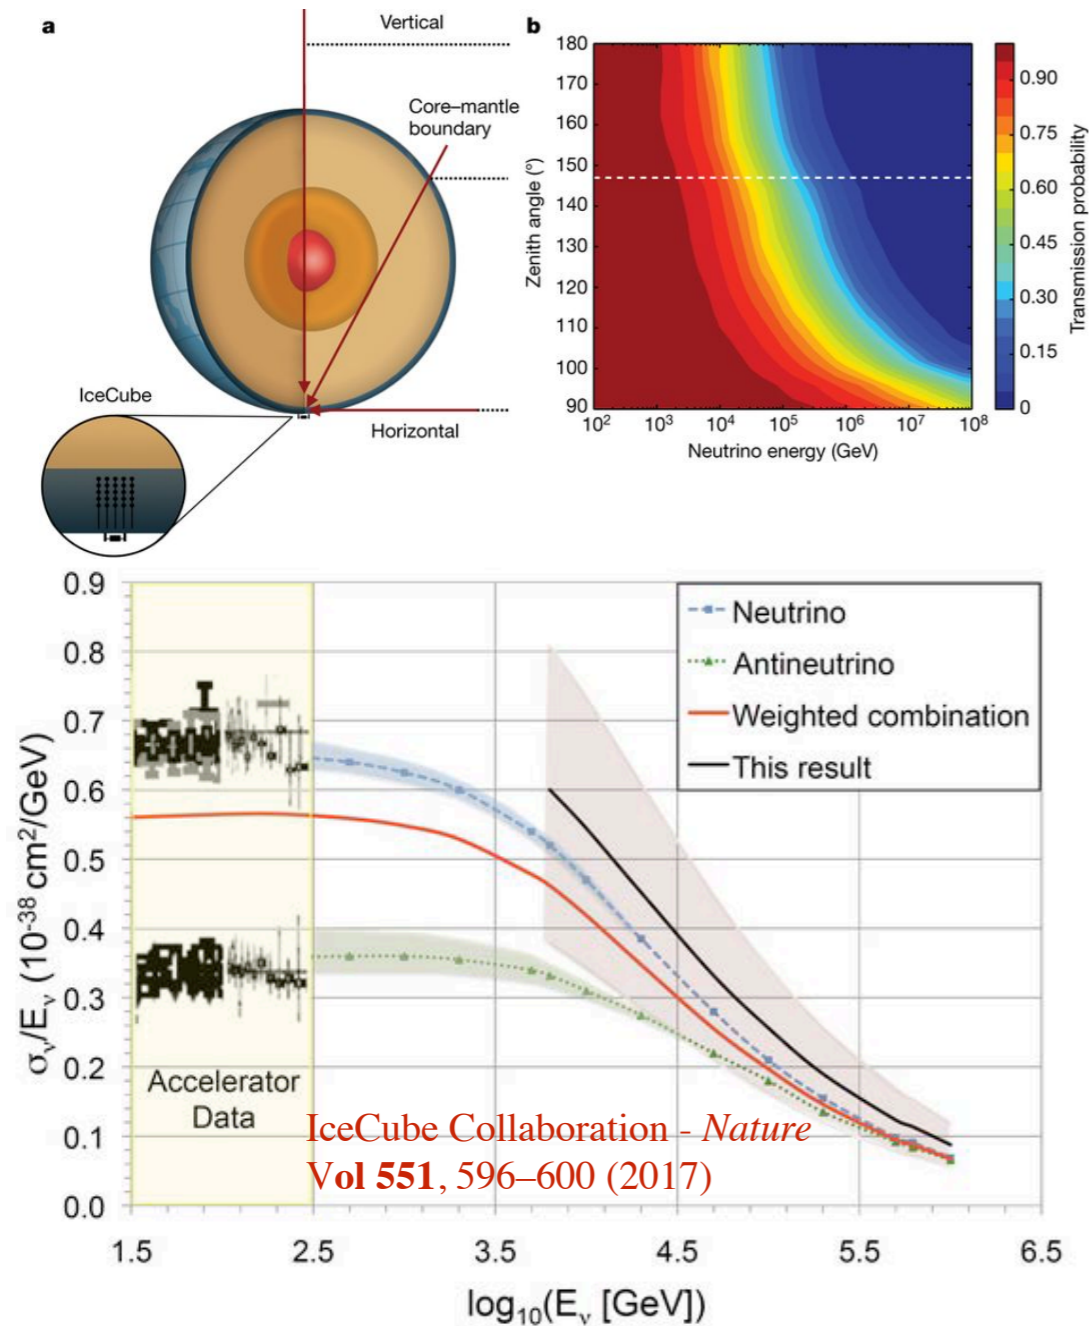 a
Vertical
Core–mantle
boundary
IceCube
Horizontal
b
180
170
160
150
140
130
120
110
100
90
Zenith angle (°)
10²
10³
10⁴
10⁵
10⁶
10⁷
10⁸
Neutrino energy (GeV)
0.90
0.75
0.60
0.45
0.30
0.15
0
Transmission probability
0.9
0.8
0.7
0.6
0.5
0.4
0.3
0.2
0.1
0.0
σν/Eν (10⁻³⁸ cm²/GeV)
Neutrino
Antineutrino
Weighted combination
This result
Accelerator
Data
IceCube Collaboration - Nature
Vol 551, 596–600 (2017)
1.5
2.5
3.5
4.5
5.5
6.5
log₁₀(Eν [GeV])